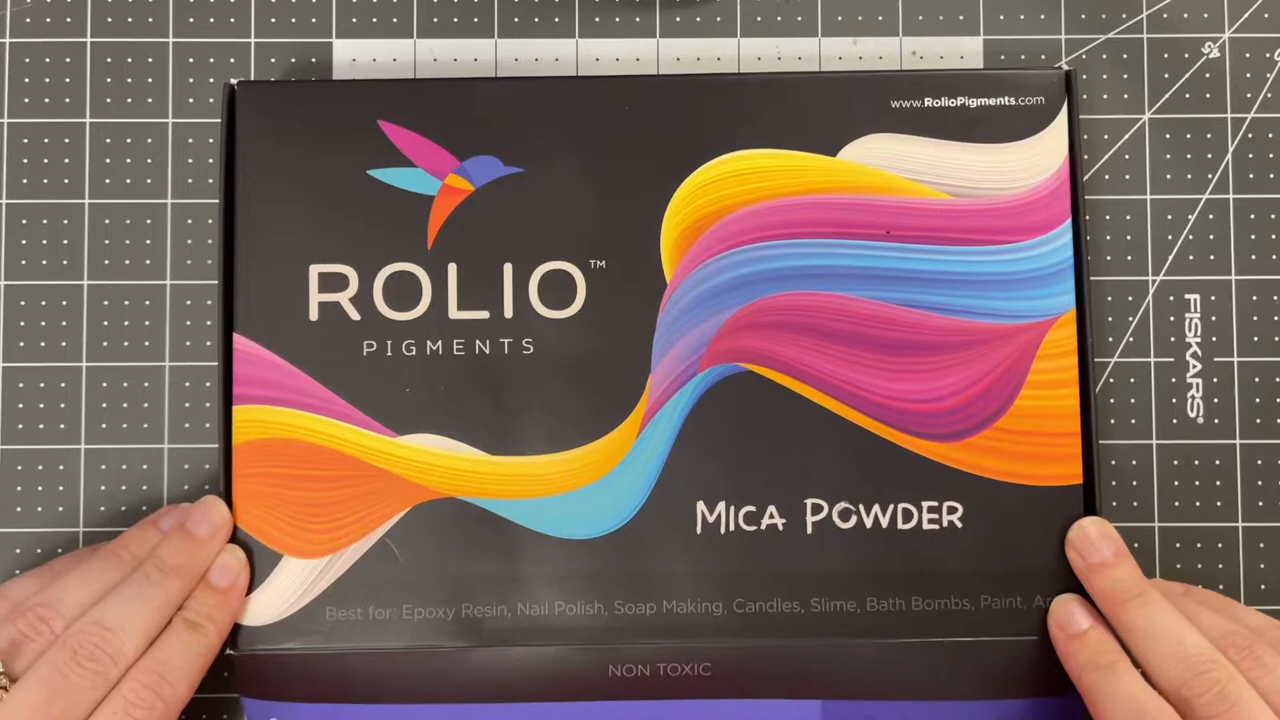 www.RolioPigments.com
ROLIO™
PIGMENTS
MICA POWDER
Best for: Epoxy Resin, Nail Polish, Soap Making, Candles, Slime, Bath Bombs, Paint,
NON TOXIC
FISKARS®
45